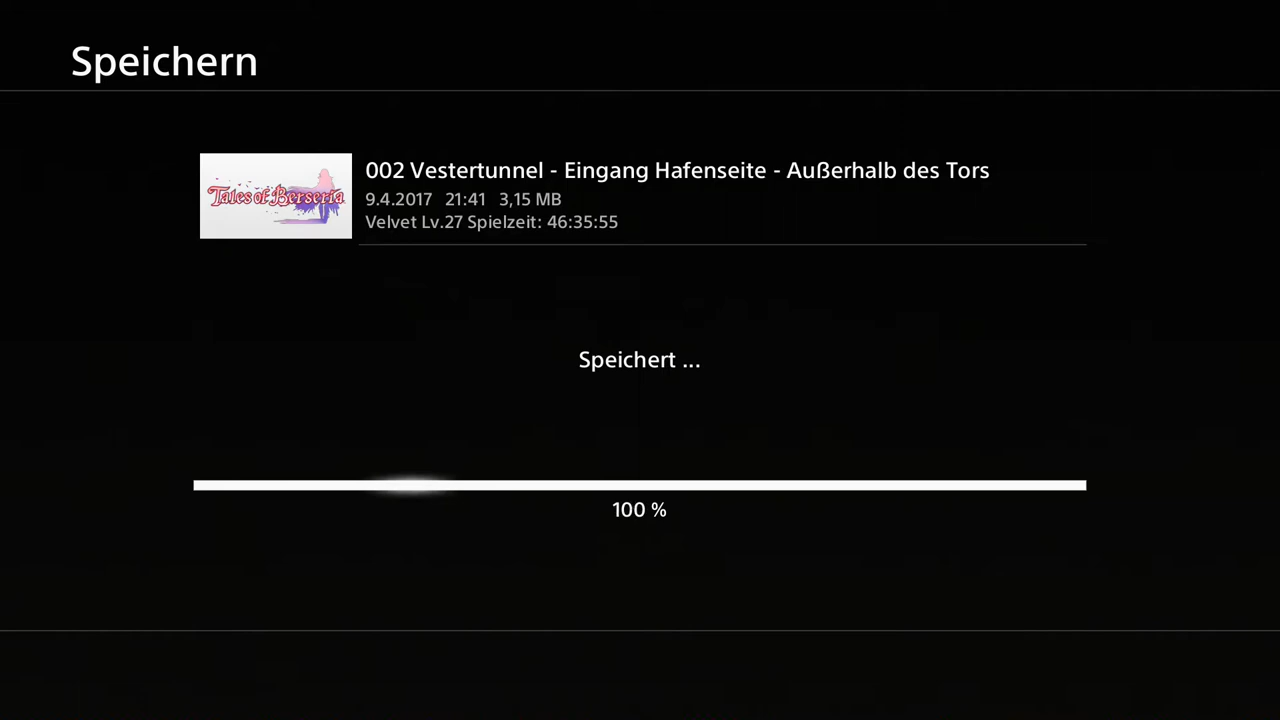 Speichern
Tales of Berseria
002 Vestertunnel - Eingang Hafenseite - Außerhalb des Tors
9.4.2017 21:41 3,15 MB
Velvet Lv.27 Spielzeit: 46:35:55
Speichert ...
100 %